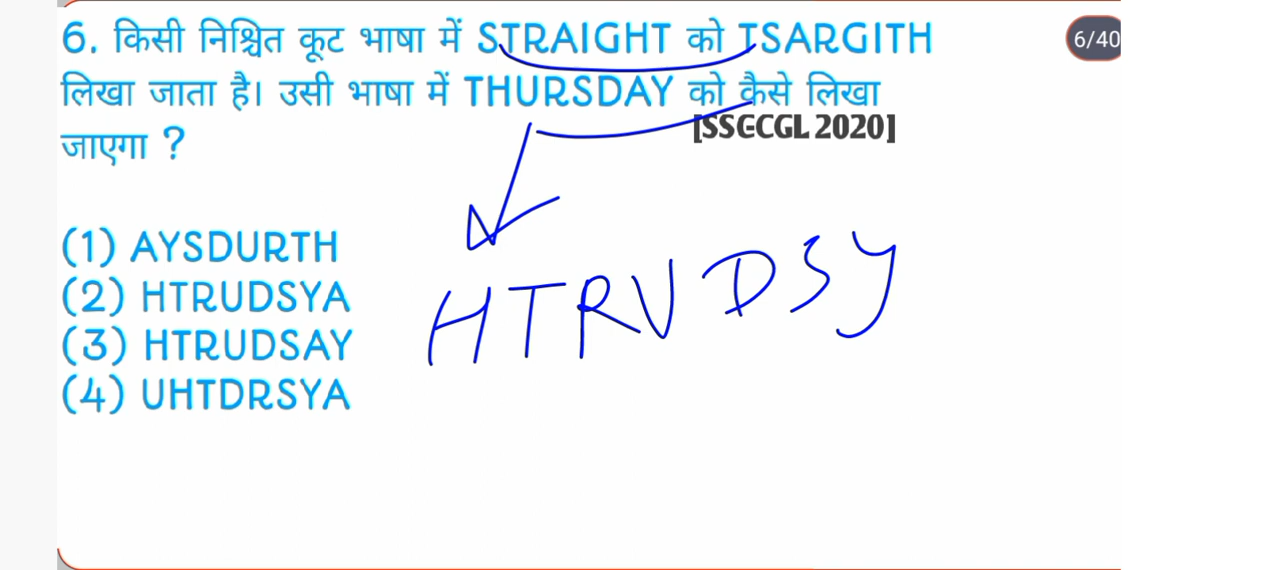 6. किसी निश्चित कूट भाषा में STRAIGHT को TSARGITH
6/40
लिखा जाता है। उसी भाषा में THURSDAY को कैसे लिखा
जाएगा ?
[SSCCGL 2020]
(1) AYSDURTH
(2) HTRUDSYA
(3) HTRUDSAY
(4) UHTDRSYA
HTRUDSY